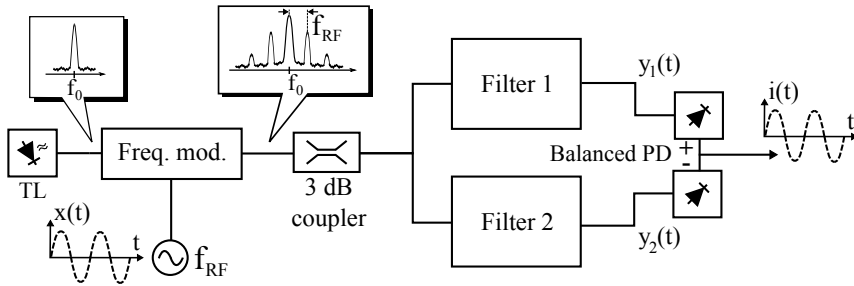 f0
fRF
f0
Filter 1
y1(t)
i(t)
t
TL
Freq. mod.
3 dB
coupler
Balanced PD
+
-
x(t)
t
fRF
Filter 2
y2(t)